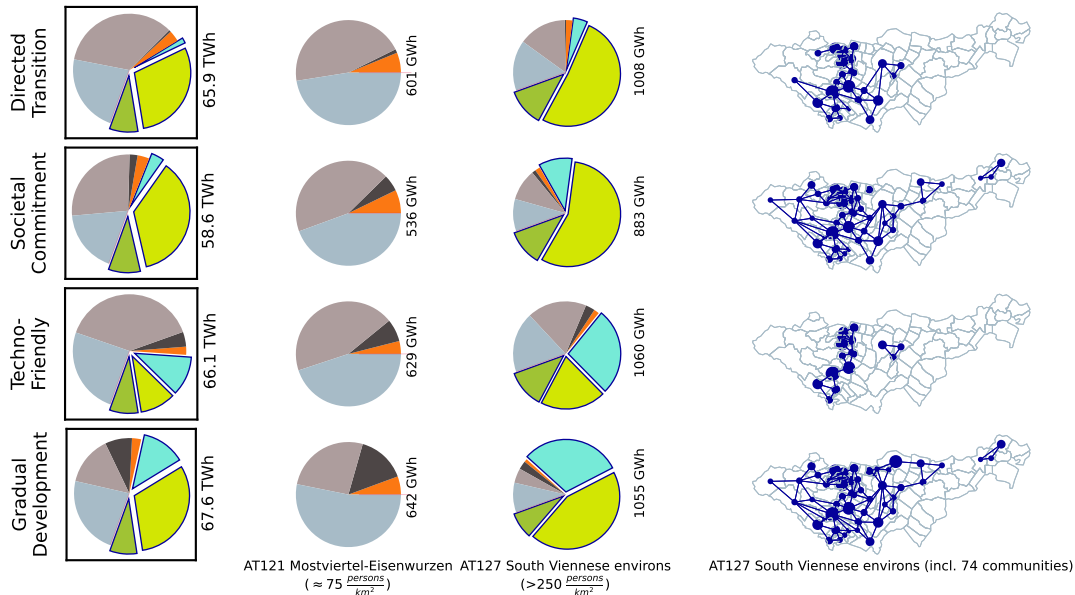 Directed
Transition
65.9 TWh
601 GWh
1008 GWh
Societal
Commitment
58.6 TWh
536 GWh
883 GWh
Techno-
Friendly
66.1 TWh
629 GWh
1060 GWh
Gradual
Development
67.6 TWh
642 GWh
1055 GWh
AT121 Mostviertel-Eisenwurzen
(≈75 persons/km²)
AT127 South Viennese environs
(>250 persons/km²)
AT127 South Viennese environs (incl. 74 communities)